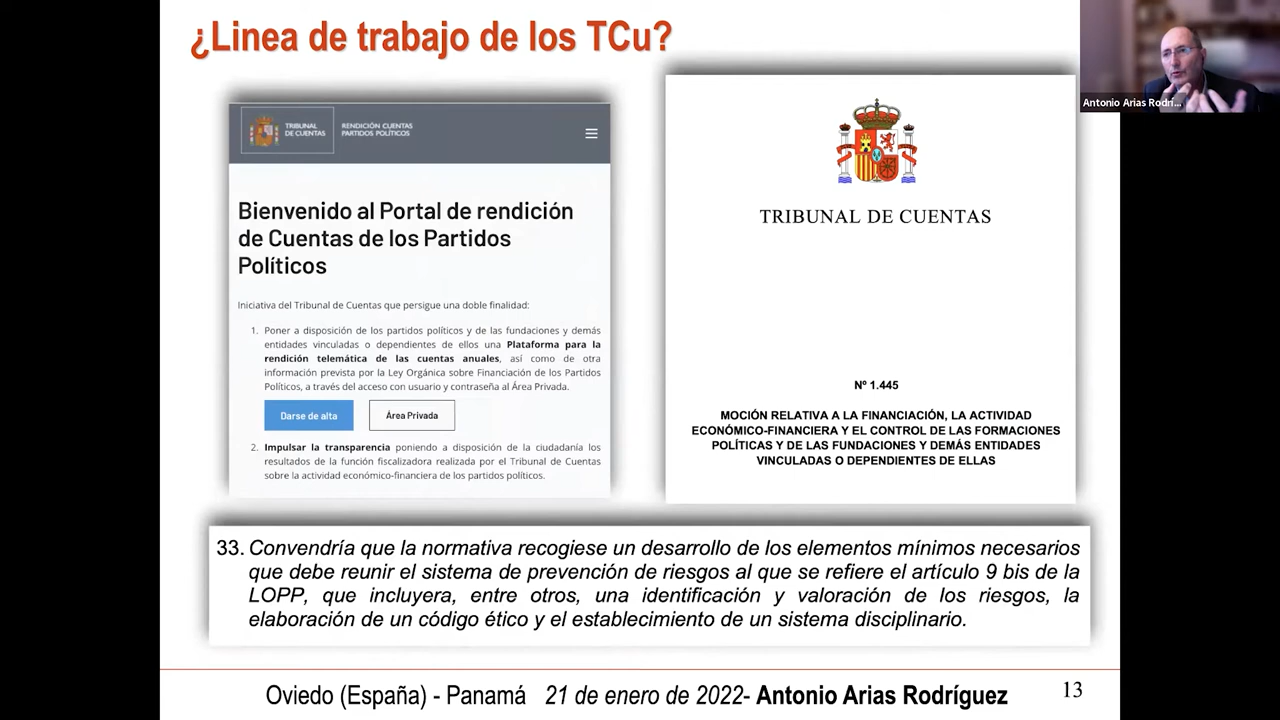 ¿Linea de trabajo de los TCu?
Antonio Arias Rodrí...
TRIBUNAL
DE CUENTAS
RENDICIÓN CUENTAS
PARTIDOS POLÍTICOS
Bienvenido al Portal de rendición
de Cuentas de los Partidos
Políticos
Iniciativa del Tribunal de Cuentas que persigue una doble finalidad:
1. Poner a disposición de los partidos políticos y de las fundaciones y demás
entidades vinculadas o dependientes de ellos una Plataforma para la
rendición telemática de las cuentas anuales, así como de otra
información prevista por la Ley Orgánica sobre Financiación de los Partidos
Políticos, a través del acceso con usuario y contraseña al Área Privada.
Darse de alta
Área Privada
2. Impulsar la transparencia poniendo a disposición de la ciudadanía los
resultados de la función fiscalizadora realizada por el Tribunal de Cuentas
sobre la actividad económico-financiera de los partidos políticos.
TRIBUNAL DE CUENTAS
Nº 1.445
MOCIÓN RELATIVA A LA FINANCIACIÓN, LA ACTIVIDAD
ECONÓMICO-FINANCIERA Y EL CONTROL DE LAS FORMACIONES
POLÍTICAS Y DE LAS FUNDACIONES Y DEMÁS ENTIDADES
VINCULADAS O DEPENDIENTES DE ELLAS
33. Convendría que la normativa recogiese un desarrollo de los elementos mínimos necesarios
que debe reunir el sistema de prevención de riesgos al que se refiere el artículo 9 bis de la
LOPP, que incluyera, entre otros, una identificación y valoración de los riesgos, la
elaboración de un código ético y el establecimiento de un sistema disciplinario.
Oviedo (España) - Panamá 21 de enero de 2022- Antonio Arias Rodríguez
13